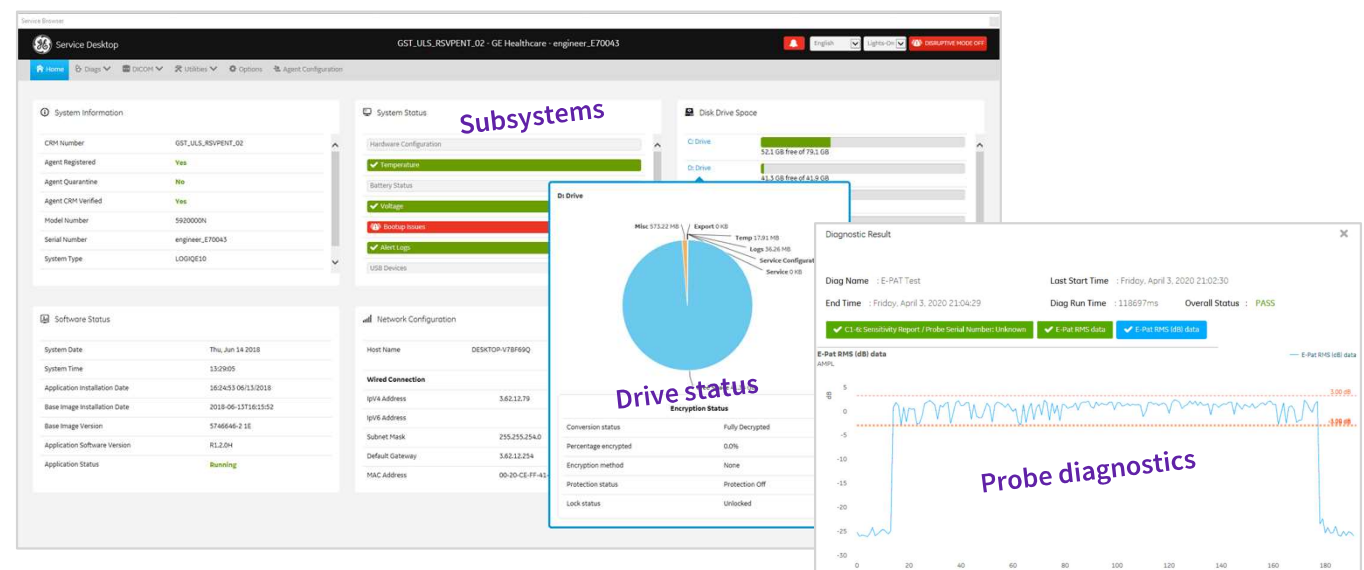 Service Browser
Service Desktop
GST_ULS_RSVPENT_02 - GE Healthcare - engineer_E70043
English
Lights-On
DISRUPTIVE MODE OFF
Home
Diags
DICOM
Utilities
Options
Agent Configuration
System Information
CRM Number GST_ULS_RSVPENT_02
Agent Registered Yes
Agent Quarantine No
Agent CRM Verified Yes
Model Number 5920000N
Serial Number engineer_E70043
System Type LOGIQE10
System Status
Subsystems
Hardware Configuration
Temperature
Battery Status
Voltage
Bootup Issues
Alert Logs
USB Devices
Disk Drive Space
C: Drive
52.1 GB free of 79.1 GB
D: Drive
41.3 GB free of 41.9 GB
Software Status
System Date Thu, Jun 14 2018
System Time 13:29:05
Application Installation Date 16:24:53 06/13/2018
Base Image Installation Date 2018-06-13T18:15:52
Base Image Version 5746646-2 1E
Application Software Version R1.2.0H
Application Status Running
Network Configuration
Host Name DESKTOP-V7BF69Q
Wired Connection
IpV4 Address 3.62.12.79
IpV6 Address
Subnet Mask 255.255.254.0
Default Gateway 3.62.12.254
MAC Address 00-20-CE-FF-41-
D: Drive
Misc 573.22 MB
Export 0 KB
Temp 17.81 MB
Logs 36.26 MB
Service Configurat
Service 0 KB
Drive status
Encryption Status
Conversion status Fully Decrypted
Percentage encrypted 0.0%
Encryption method None
Protection status Protection Off
Lock status Unlocked
Diagnostic Result
Diag Name : E-PAT Test
Last Start Time : Friday, April 3, 2020 21:02:30
End Time : Friday, April 3, 2020 21:04:29
Diag Run Time : 118697ms
Overall Status : PASS
C1-6: Sensitivity Report / Probe Serial Number: Unknown
E-Pat RMS data
E-Pat RMS (dB) data
E-Pat RMS (dB) data
E-Pat RMS (dB) data
AMPL
dB
5
3.00 dB
0
-5
-10
-15
-20
-25
-30
Probe diagnostics
0 20 40 60 80 100 120 140 160 180